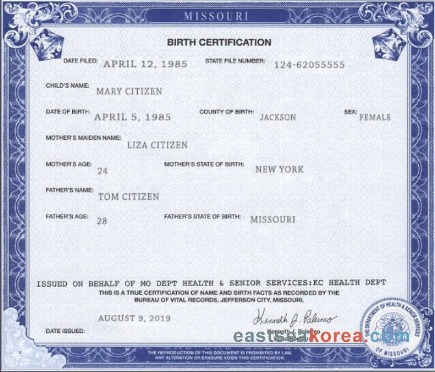 MISSOURI
BIRTH CERTIFICATION
DATE FILED: APRIL 12, 1985 STATE FILE NUMBER: 124-62055555
CHILD'S NAME: MARY CITIZEN
DATE OF BIRTH: APRIL 5, 1985 COUNTY OF BIRTH: JACKSON SEX: FEMALE
MOTHER'S MAIDEN NAME: LIZA CITIZEN
MOTHER'S AGE: 24 MOTHER'S STATE OF BIRTH: NEW YORK
FATHER'S NAME: TOM CITIZEN
FATHER'S AGE: 28 FATHER'S STATE OF BIRTH: MISSOURI
ISSUED ON BEHALF OF MO DEPT HEALTH & SENIOR SERVICES:KC HEALTH DEPT
THIS IS A TRUE CERTIFICATION OF NAME AND BIRTH FACTS AS RECORDED BY THE
BUREAU OF VITAL RECORDS, JEFFERSON CITY, MISSOURI.
DATE ISSUED: AUGUST 9, 2019
Kenneth J. Palermo
eastseakorea.com
THE DEPARTMENT OF HEALTH & SENIOR SERVICES
OF MISSOURI
THE REPRODUCTION OF THIS DOCUMENT IS PROHIBITED BY LAW.
ANY ALTERATION OR ERASURE VOIDS THIS CERTIFICATION.